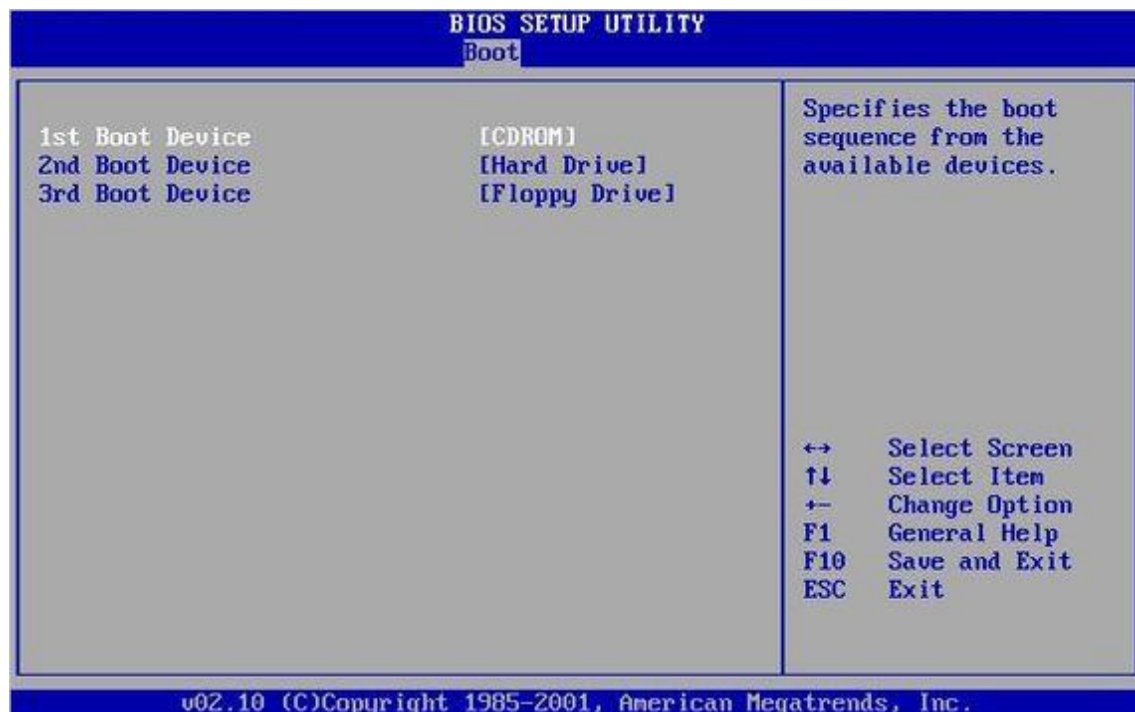 BIOS SETUP UTILITY
Boot
1st Boot Device [CDROM]
2nd Boot Device [Hard Drive]
3rd Boot Device [Floppy Drive]
Specifies the boot
sequence from the
available devices.
↔ Select Screen
↑↓ Select Item
+- Change Option
F1 General Help
F10 Save and Exit
ESC Exit
v02.10 (C)Copyright 1985-2001, American Megatrends, Inc.